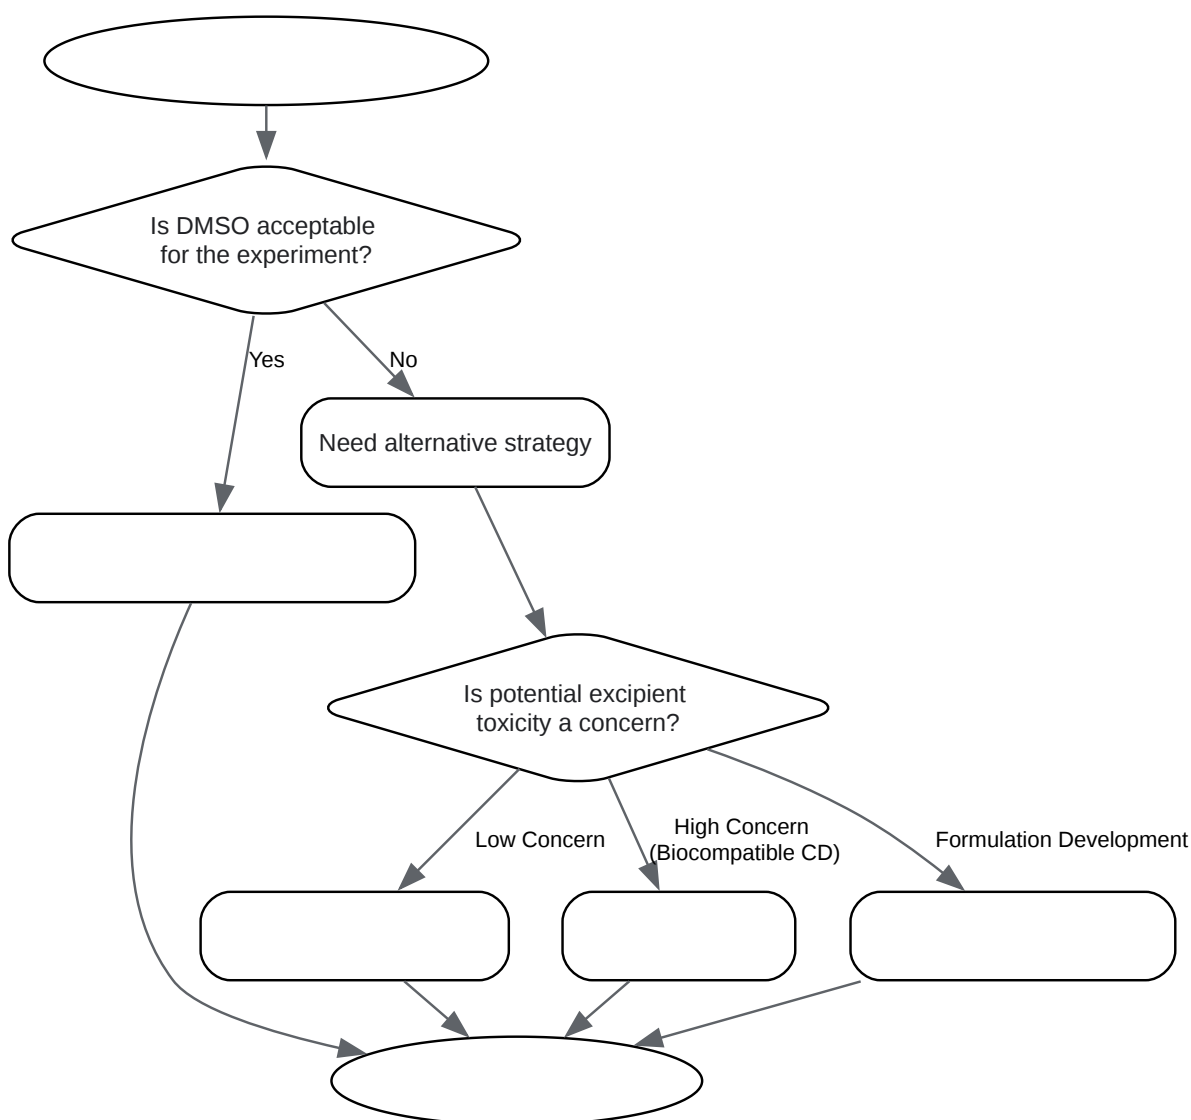 Is DMSO acceptable
for the experiment?
Yes
No
Need alternative strategy
Is potential excipient
toxicity a concern?
Low Concern
High Concern
(Biocompatible CD)
Formulation Development